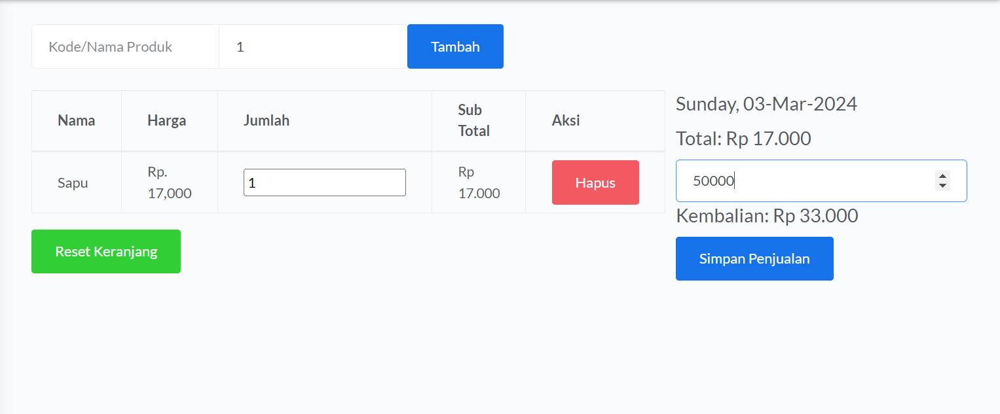 Kode/Nama Produk 1 Tambah
Nama Harga Jumlah Sub Total Aksi
Sapu Rp. 17,000 1 Rp 17.000 Hapus
Reset Keranjang
Sunday, 03-Mar-2024
Total: Rp 17.000
50000
Kembalian: Rp 33.000
Simpan Penjualan